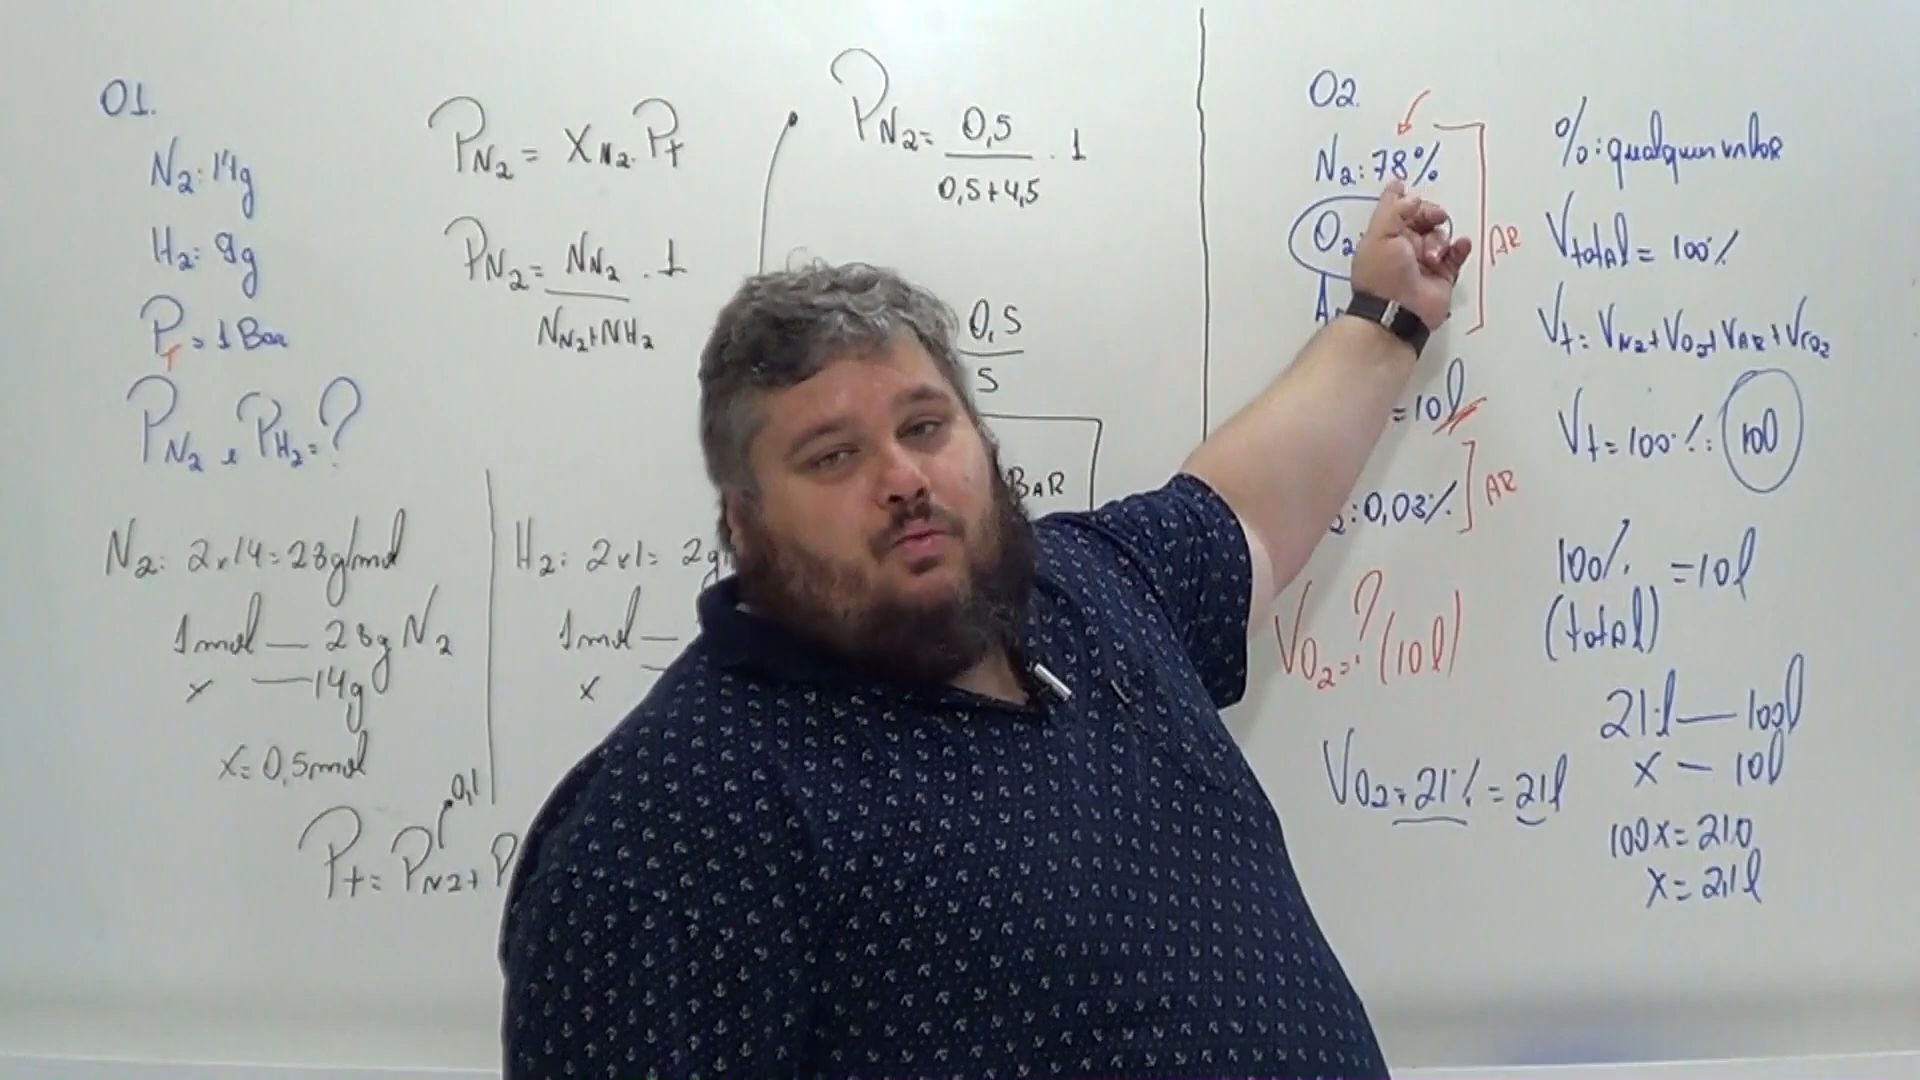 01.
N2: 14g
H2: 9g
PT = 1 Bar
PN2 e PH2 = ?
PN2 = XN2 . Pt
PN2 = NN2 . 1
NN2 + NH2
PN2 = 0,5 . 1
0,5 + 4,5
0,5
5
BAR
N2: 2x14 = 28g/mol
1mol — 28g N2
x — 14g
x = 0,5mol
H2: 2x1 = 2g
1mol —
x
0,1
Pt = PN2 + P
02.
N2: 78%
O2:
AR
= 10l
2: 0,03%
AR
VO2 = ? (10l)
VO2 = 21% = 21l
%: qualquer valor
Vtotal = 100%
Vt = VN2 + VO2 + VAR + VCO2
Vt = 100% : 100
100% = 10l
(total)
21l — 100l
x — 10l
100x = 210
x = 2,1l